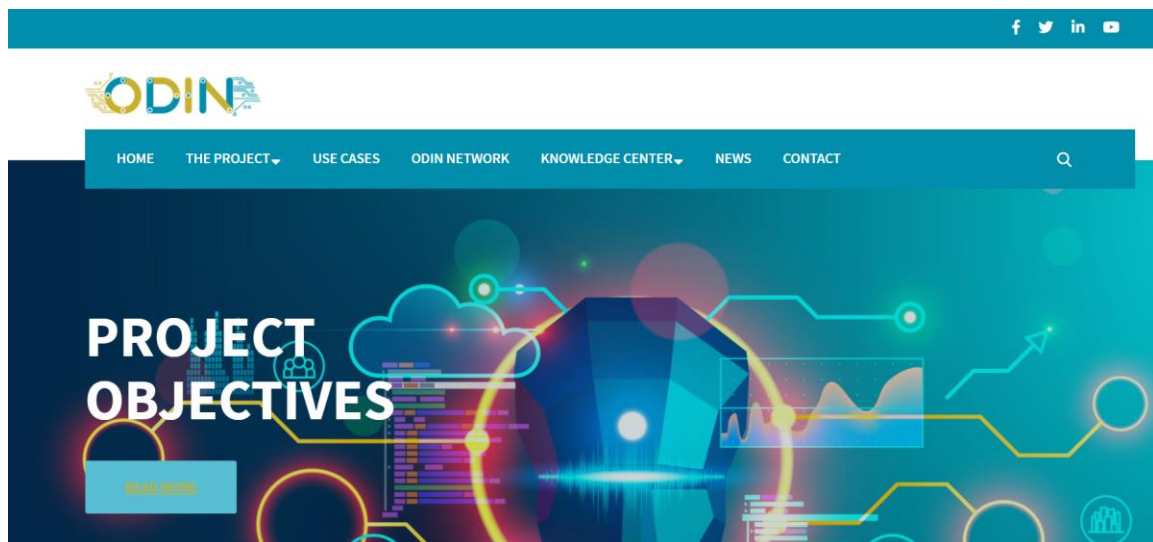 ODIN
HOME THE PROJECT USE CASES ODIN NETWORK KNOWLEDGE CENTER NEWS CONTACT
PROJECT
OBJECTIVES
READ MORE